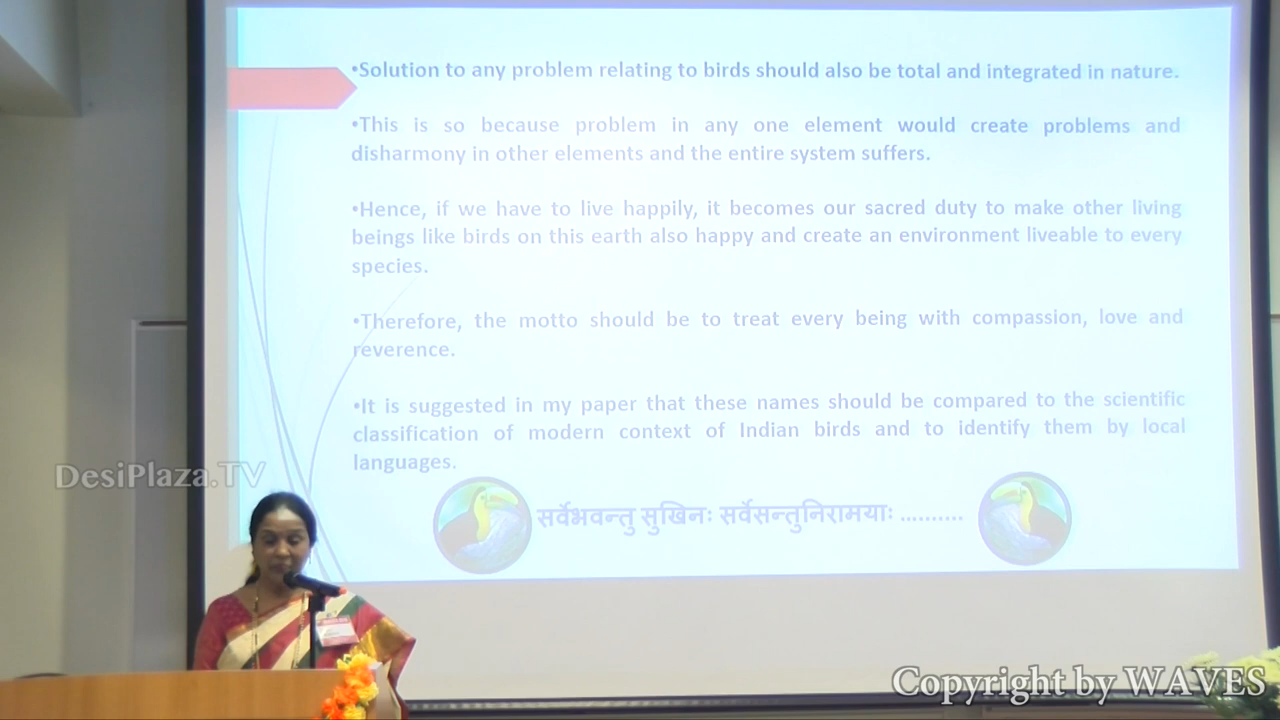 •Solution to any problem relating to birds should also be total and integrated in nature.
•This is so because problem in any one element would create problems and
disharmony in other elements and the entire system suffers.
•Hence, if we have to live happily, it becomes our sacred duty to make other living
beings like birds on this earth also happy and create an environment liveable to every
species.
•Therefore, the motto should be to treat every being with compassion, love and
reverence.
•It is suggested in my paper that these names should be compared to the scientific
classification of modern context of Indian birds and to identify them by local
languages.
सर्वेभवन्तु सुखिनः सर्वेसन्तुनिरामयाः ..........
DesiPlaza.TV
Copyright by WAVES